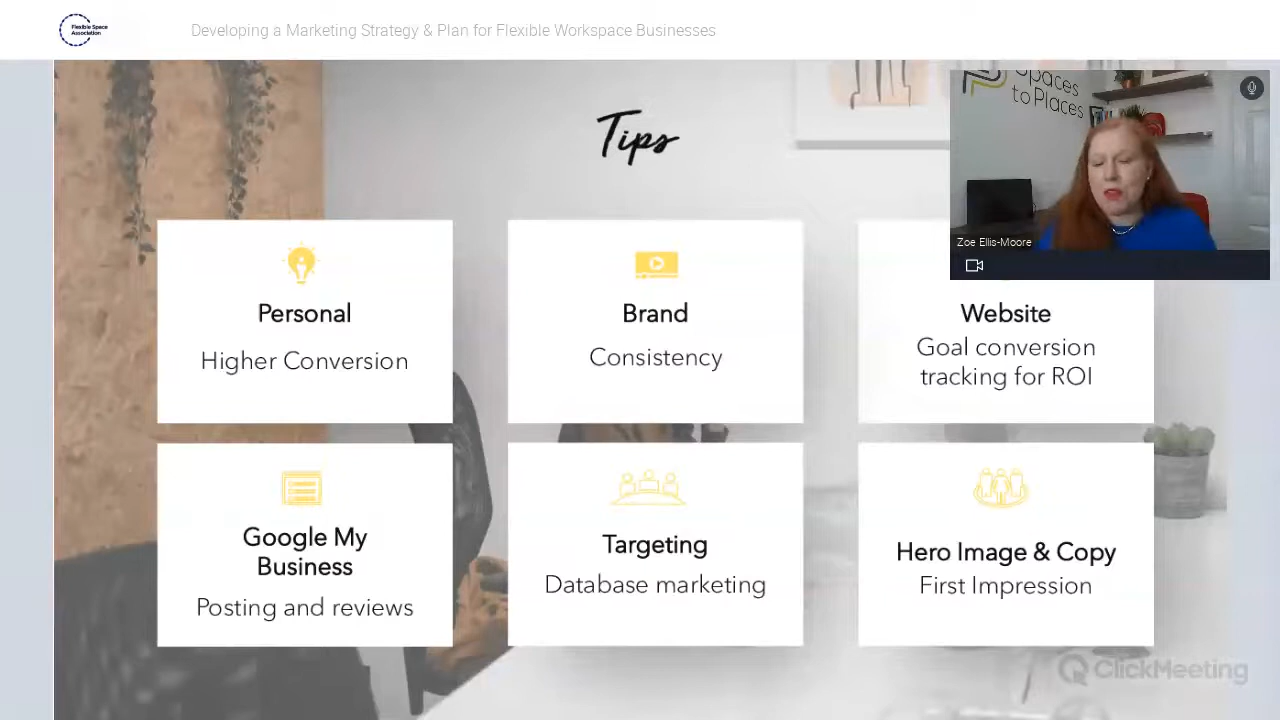 Flexible Space
Association
Developing a Marketing Strategy & Plan for Flexible Workspace Businesses
Spaces
to Places
Zoe Ellis-Moore
Tips
Personal
Higher Conversion
Brand
Consistency
Website
Goal conversion
tracking for ROI
Google My
Business
Posting and reviews
Targeting
Database marketing
Hero Image & Copy
First Impression
ClickMeeting